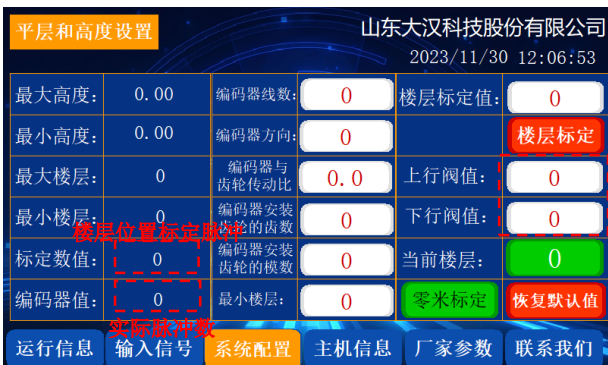 平层和高度设置
山东大汉科技股份有限公司
2023/11/30 12:06:53
最大高度: 0.00 编码器线数: 0 楼层标定值: 0
最小高度: 0.00 编码器方向: 0 楼层标定
最大楼层: 0 编码器与齿轮传动比 0.0 上行阀值: 0
最小楼层: 0 编码器安装齿轮的齿数 0 下行阀值: 0
楼层位置标定脉冲
标定数值: 0 编码器安装齿轮的模数 0 当前楼层: 0
编码器值: 0 最小楼层: 0 零米标定 恢复默认值
实际脉冲数
运行信息 输入信号 系统配置 主机信息 厂家参数 联系我们